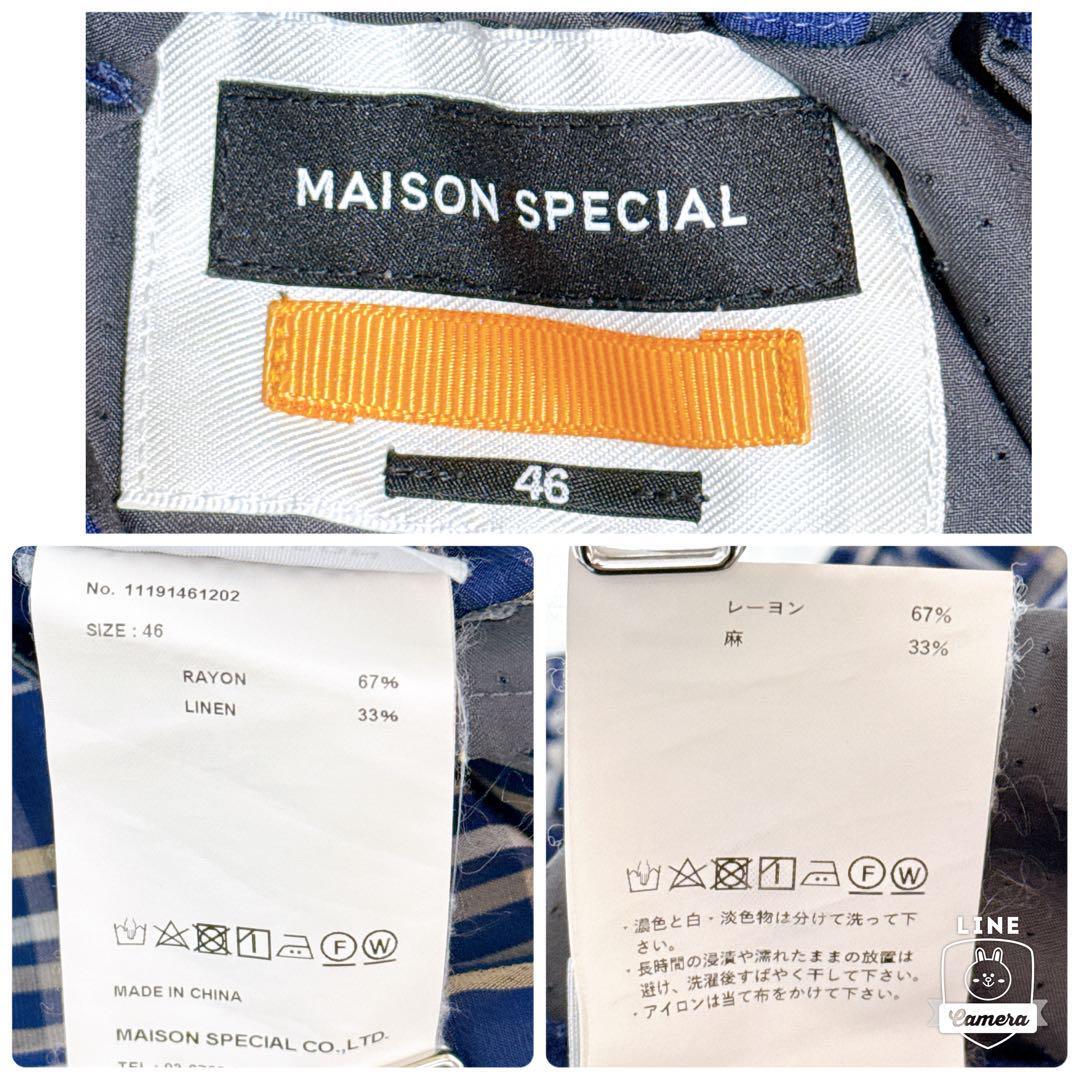 MAISON SPECIAL
46
No. 11191461202
SIZE : 46
RAYON 67%
LINEN 33%
F W
MADE IN CHINA
MAISON SPECIAL CO.,LTD.
レーヨン 67%
麻 33%
F W
・濃色と白・淡色物は分けて洗って下
さい。
・長時間の浸漬や濡れたままの放置は
避け、洗濯後すばやく干して下さい。
・アイロンは当て布をかけて下さい。
LINE
Camera